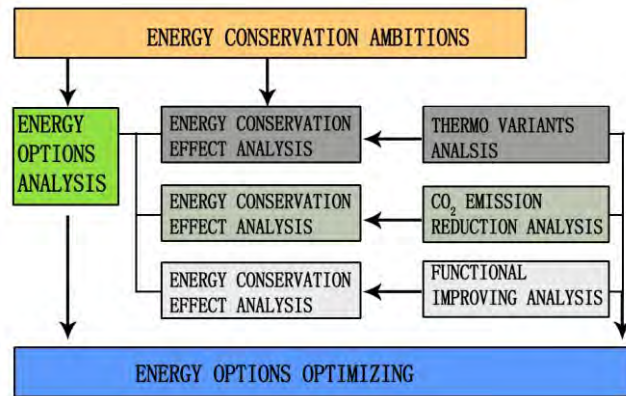 ENERGY CONSERVATION AMBITIONS
ENERGY
OPTIONS
ANALYSIS
ENERGY CONSERVATION
EFFECT ANALYSIS
THERMO VARIANTS
ANALSIS
ENERGY CONSERVATION
EFFECT ANALYSIS
CO₂ EMISSION
REDUCTION ANALYSIS
ENERGY CONSERVATION
EFFECT ANALYSIS
FUNCTIONAL
IMPROVING ANALYSIS
ENERGY OPTIONS OPTIMIZING